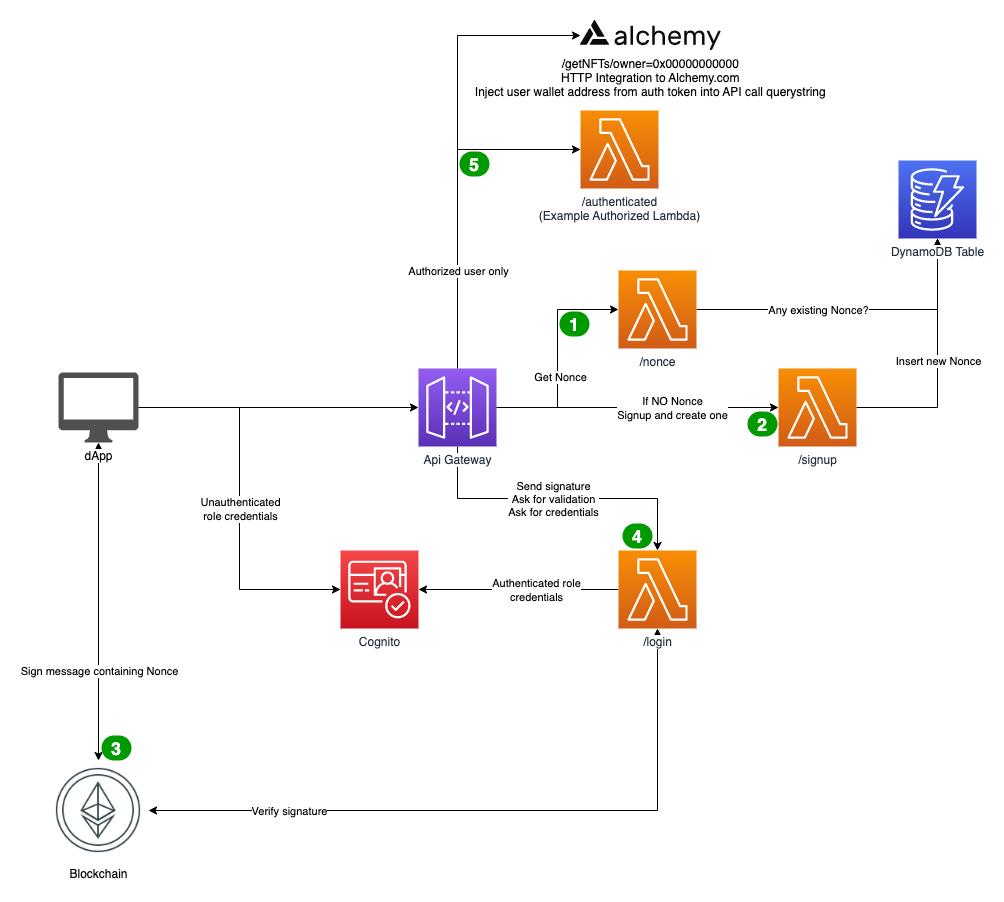 alchemy
/getNFTs/owner=0x00000000000
HTTP Integration to Alchemy.com
Inject user wallet address from auth token into API call querystring
5
/authenticated
(Example Authorized Lambda)
DynamoDB Table
Authorized user only
1
Any existing Nonce?
/nonce
Insert new Nonce
Get Nonce
If NO Nonce
Signup and create one
2
/signup
dApp
Api Gateway
Send signature
Ask for validation
Ask for credentials
Unauthenticated
role credentials
4
Authenticated role
credentials
Cognito
/login
Sign message containing Nonce
3
Verify signature
Blockchain